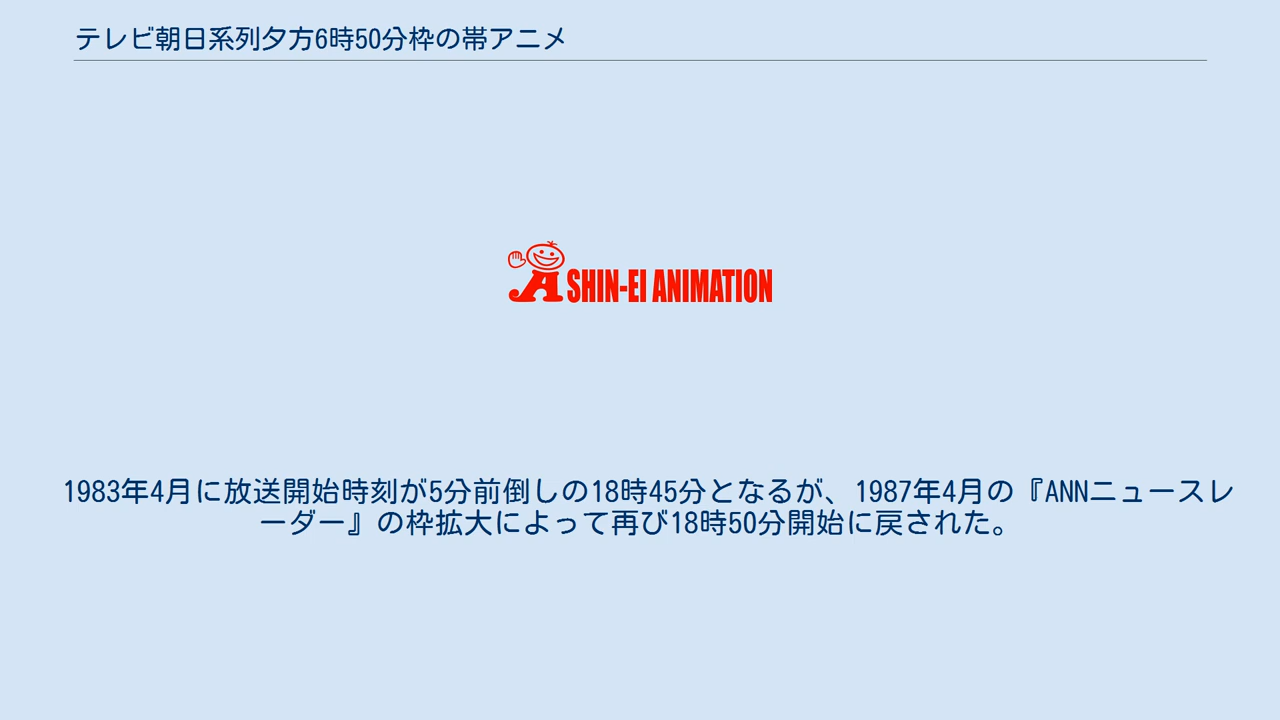 テレビ朝日系列夕方6時50分枠の帯アニメ
A SHIN-EI ANIMATION
1983年4月に放送開始時刻が5分前倒しの18時45分となるが、1987年4月の『ANNニュースレ
ーダー』の枠拡大によって再び18時50分開始に戻された。